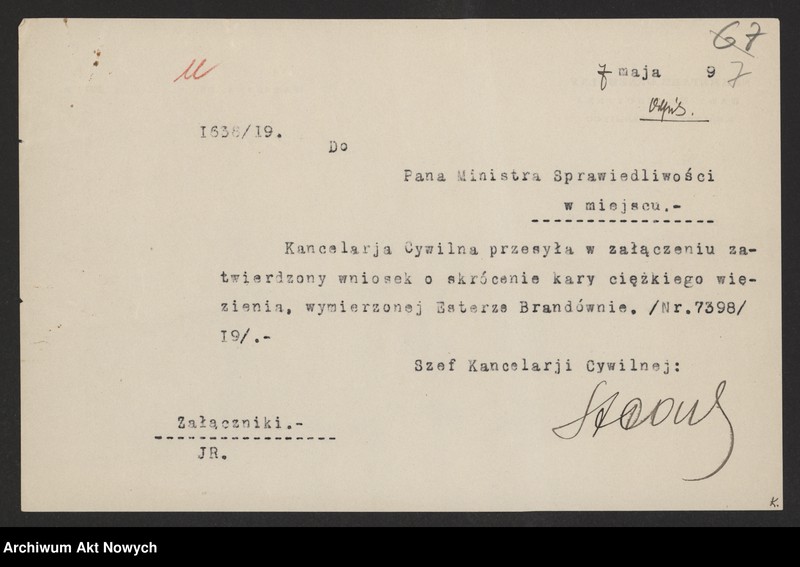 67
7 maja 9 7
1638/19.
Do
Pana Ministra Sprawiedliwości
w miejscu.-
Kancelarja Cywilna przesyła w załączeniu za-
twierdzony wniosek o skrócenie kary ciężkiego wię-
zienia, wymierzonej Esterze Brandównie. /Nr.7398/
19/.-
Szef Kancelarji Cywilnej:
Załączniki.-
JR.
K.
Archiwum Akt Nowych